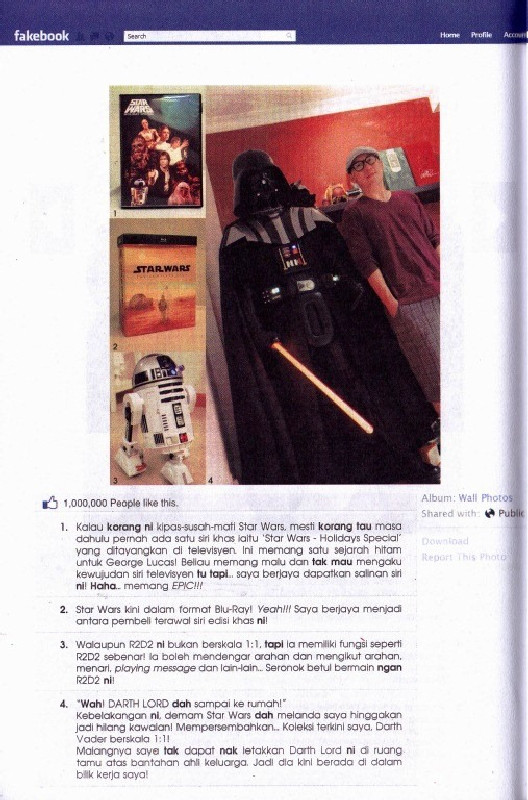 fakebook
Search
Home Profile Accoun
STAR WARS
1
STAR WARS
2
3
4
1,000,000 People like this..
Album: Wall Photos
Shared with: Public
Download
Report This Photo
1. Kalau korang ni kipas-susah-mati Star Wars, mesti korang tau masa
dahulu pernah ada satu siri khas iaitu 'Star Wars - Holidays Special'
yang ditayangkan di televisyen. Ini memang satu sejarah hitam
untuk George Lucas! Beliau memang malu dan tak mau mengaku
kewujudan siri televisyen tu tapi.. saya berjaya dapatkan salinan siri
ni! Haha.. memang EPIC!!!
2. Star Wars kini dalam format Blu-Ray! Yeah!!! Saya berjaya menjadi
antara pembeli terawal siri edisi khas ni!
3. Walaupun R2D2 ni bukan berskala 1:1, tapi ia memiliki fungsi seperti
R2D2 sebenar! Ia boleh mendengar arahan dan mengikut arahan,
menari, playing message dan lain-lain... Seronok betul bermain ngan
R2D2 ni!
4. "Wah! DARTH LORD dah sampai ke rumah!"
Kebelakangan ini, demam Star Wars dah melanda saya hinggakan
jadi hilang kawalan! Mempersembahkan... Koleksi terkini saya, Darth
Vader berskala 1:1!
Malangnya saya tak dapat nak letakkan Darth Lord ni di ruang
tamu atas bantahan ahli keluarga. Jadi dia kini berada di dalam
bilik kerja saya!